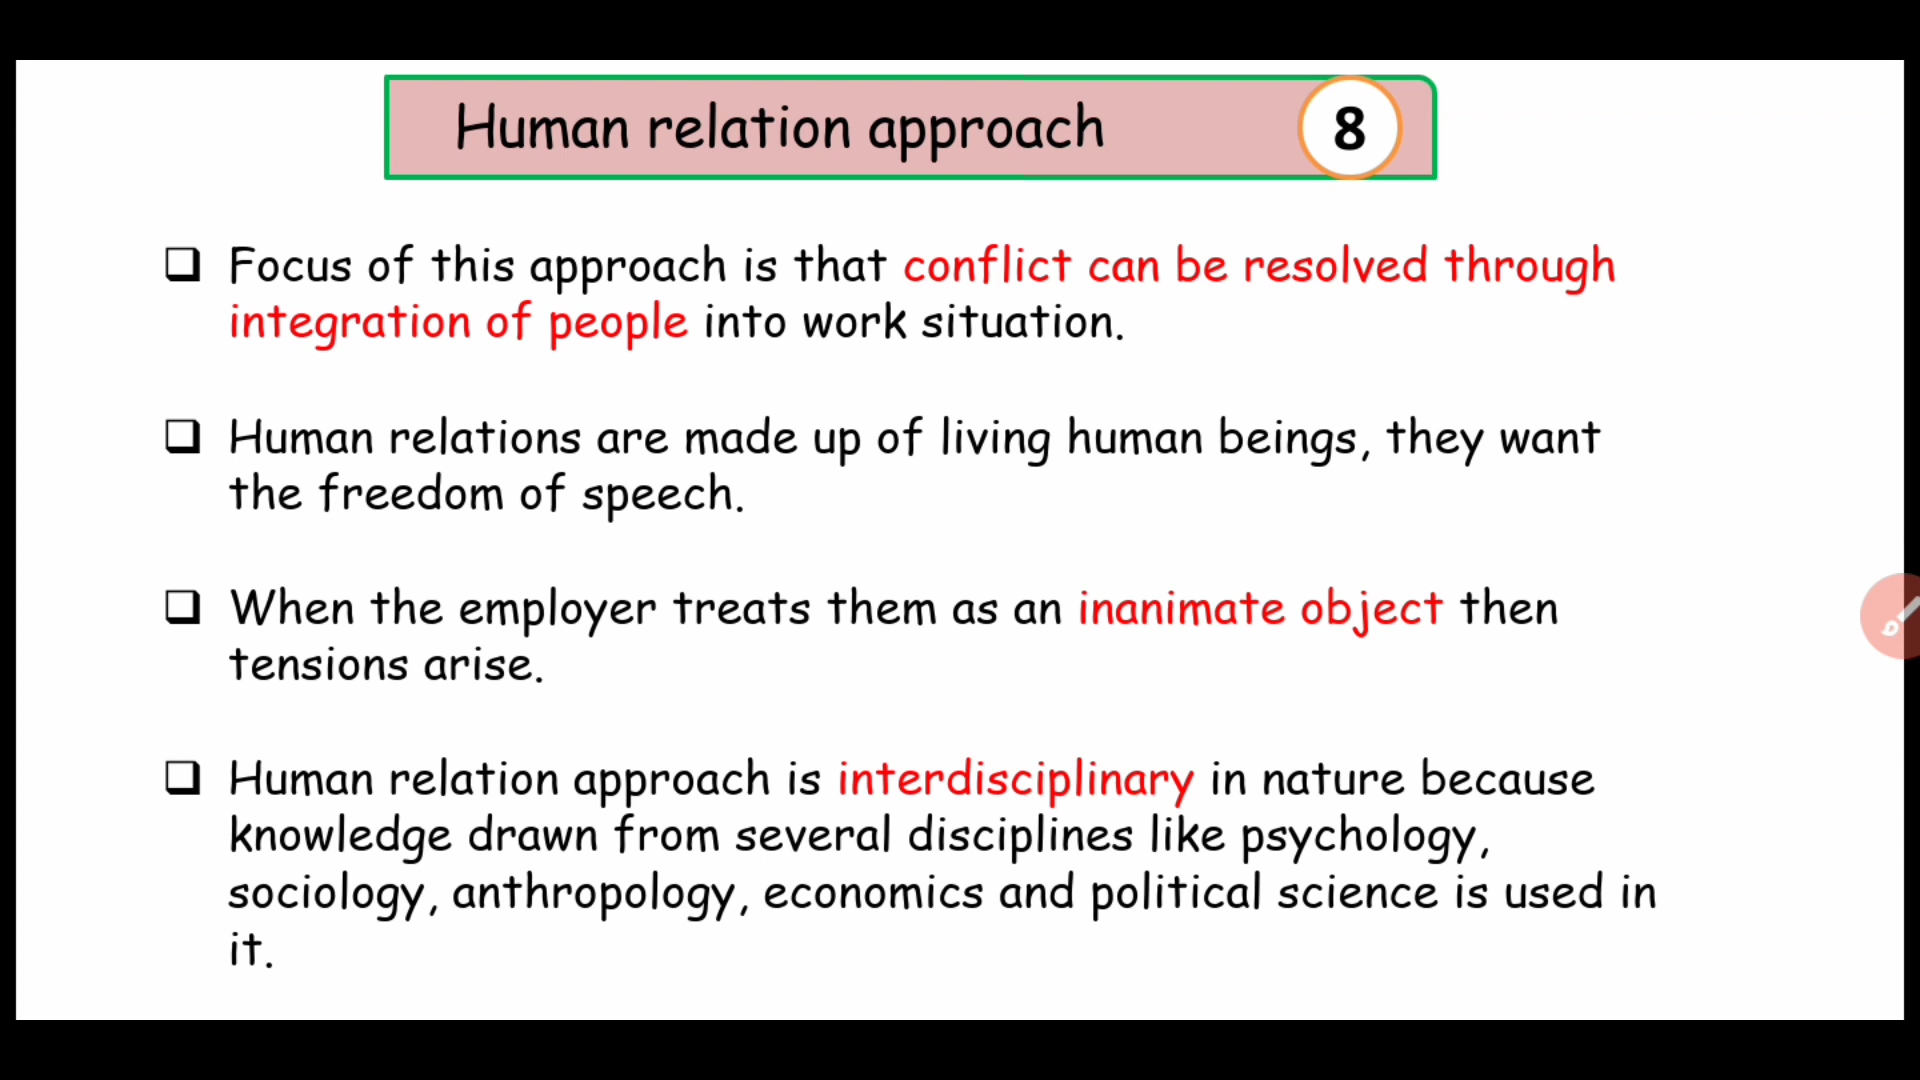 Human relation approach 8
❑ Focus of this approach is that conflict can be resolved through
integration of people into work situation.
❑ Human relations are made up of living human beings, they want
the freedom of speech.
❑ When the employer treats them as an inanimate object then
tensions arise.
❑ Human relation approach is interdisciplinary in nature because
knowledge drawn from several disciplines like psychology,
sociology, anthropology, economics and political science is used in
it.